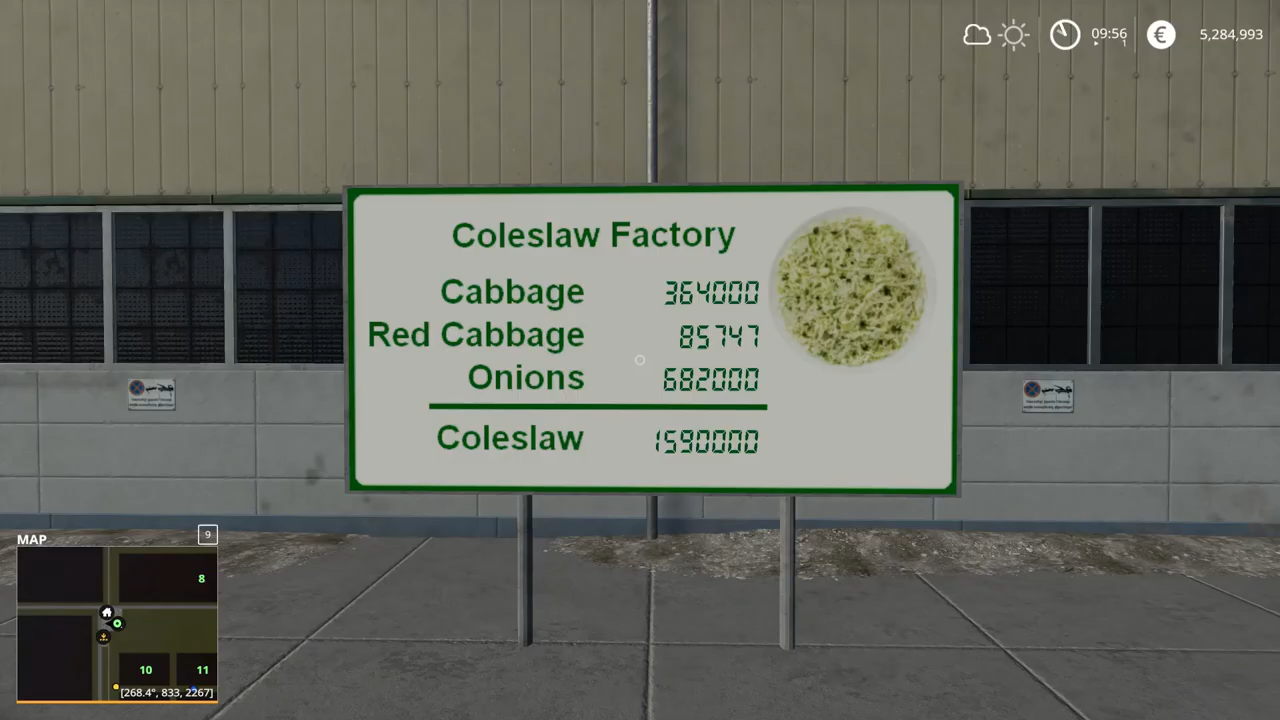 09:56
1
5,284,993
Coleslaw Factory
Cabbage 364000
Red Cabbage 85747
Onions 682000
Coleslaw 1590000
MAP
9
8
10
11
[268.4°, 833, 2267]